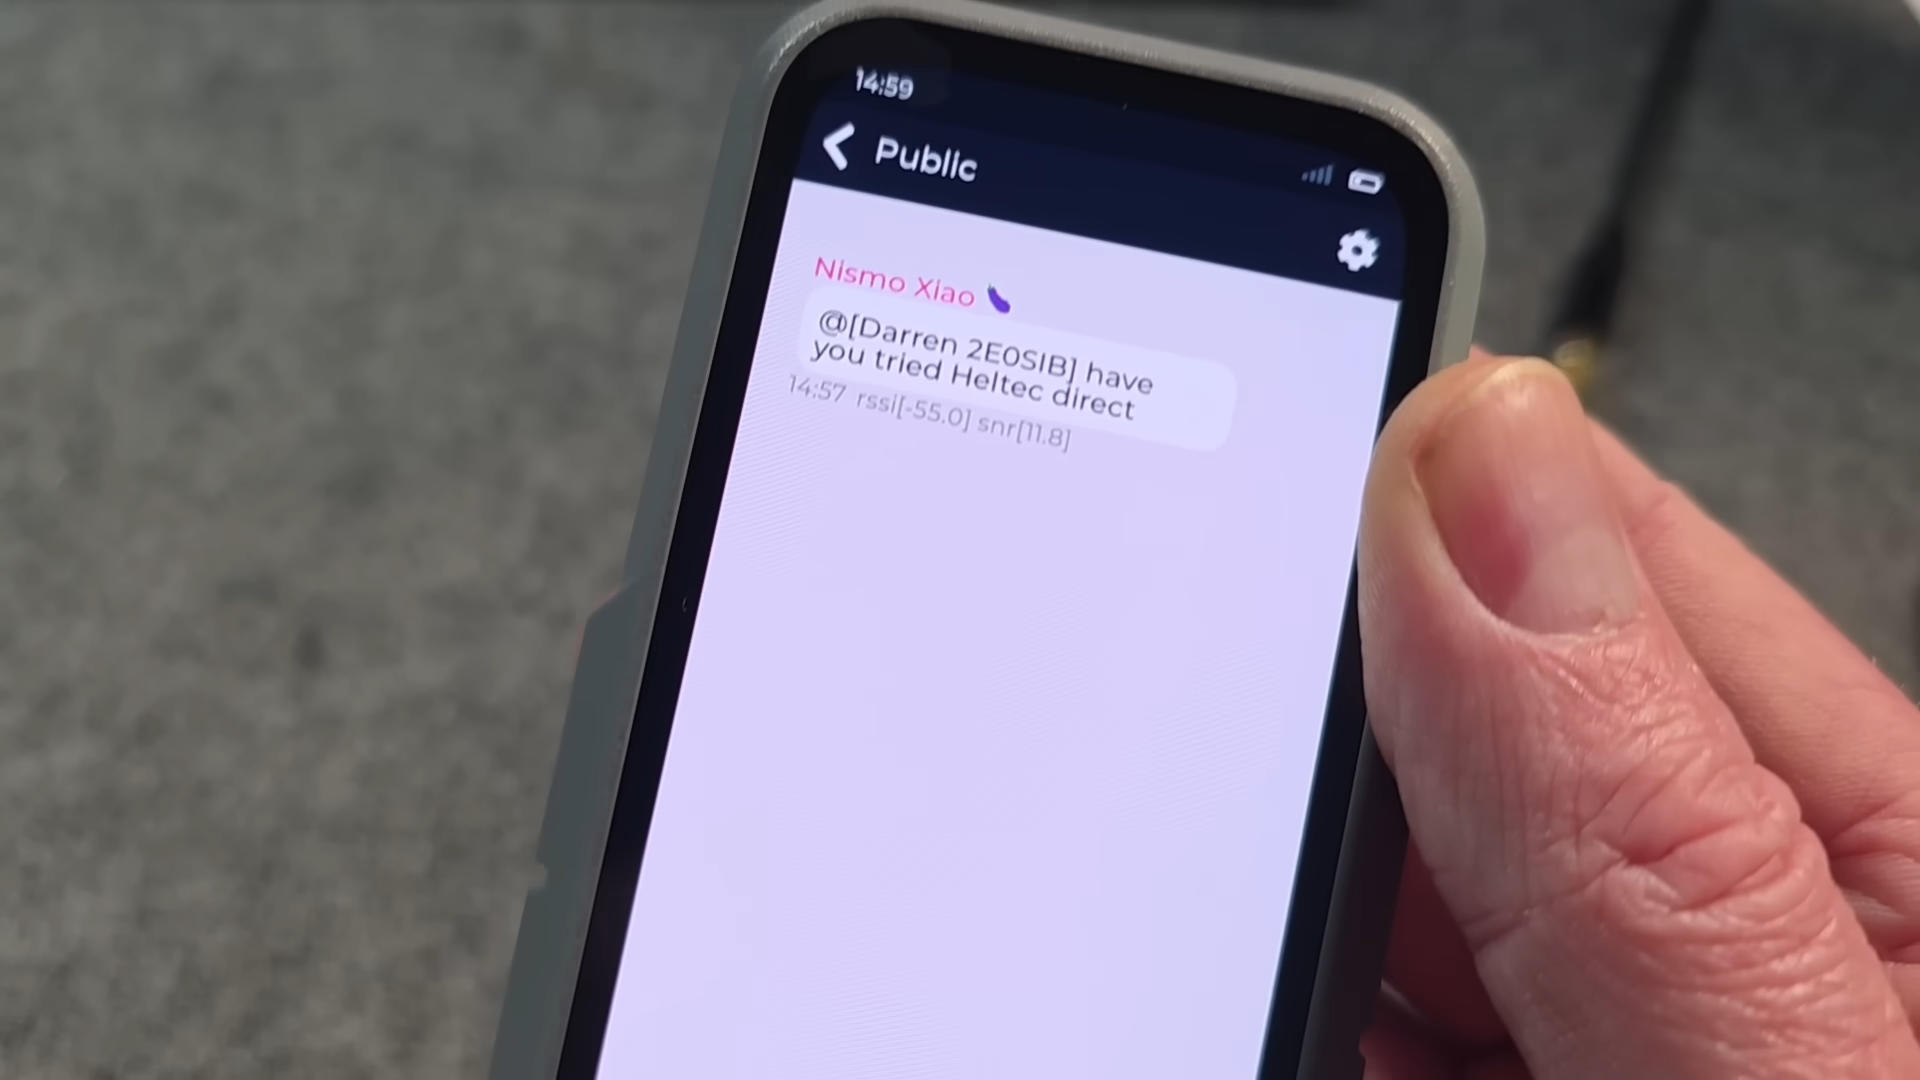 14:59
Public
Nismo Xiao 🍆
@[Darren 2E0SIB] have
you tried Heltec direct
14:57 rssi[-55.0] snr[11.8]